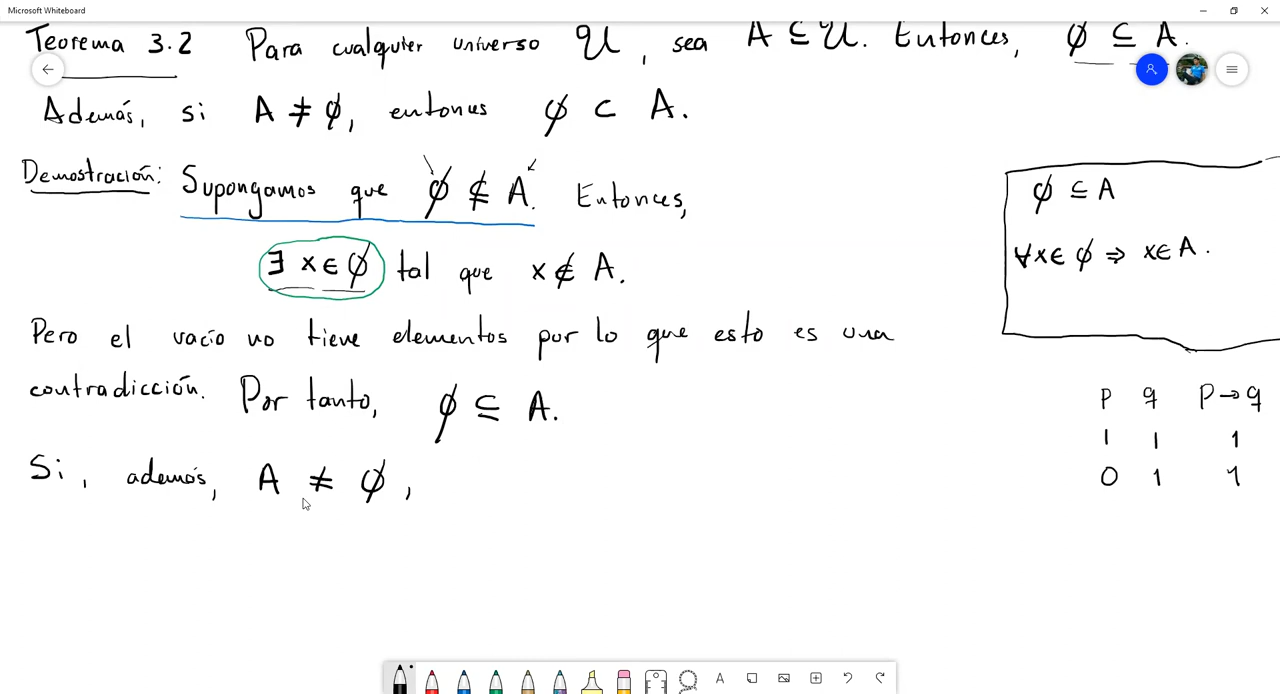 Microsoft Whiteboard
Teorema 3.2 Para cualquier universo 𝒰, sea A ⊆ 𝒰. Entonces, ∅ ⊆ A.
Además, si A ≠ ∅, entonces ∅ ⊂ A.
Demostración: Supongamos que ∅ ⊈ A. Entonces,
∃ x ∈ ∅ tal que x ∉ A.
Pero el vacío no tiene elementos por lo que esto es una
contradicción. Por tanto, ∅ ⊆ A.
Si, además, A ≠ ∅,
∅ ⊆ A
∀x ∈ ∅ ⇒ x ∈ A.
p q p → q
1 1 1
0 1 1
A